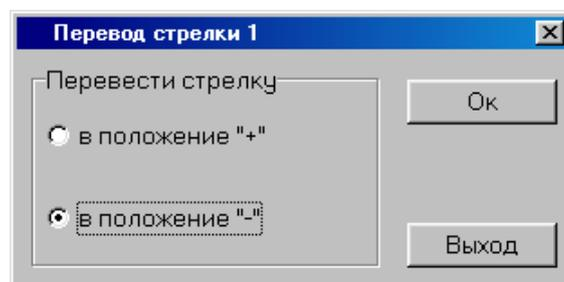 Перевод стрелки 1
Перевести стрелку
в положение "+"
в положение "-"
Ок
Выход